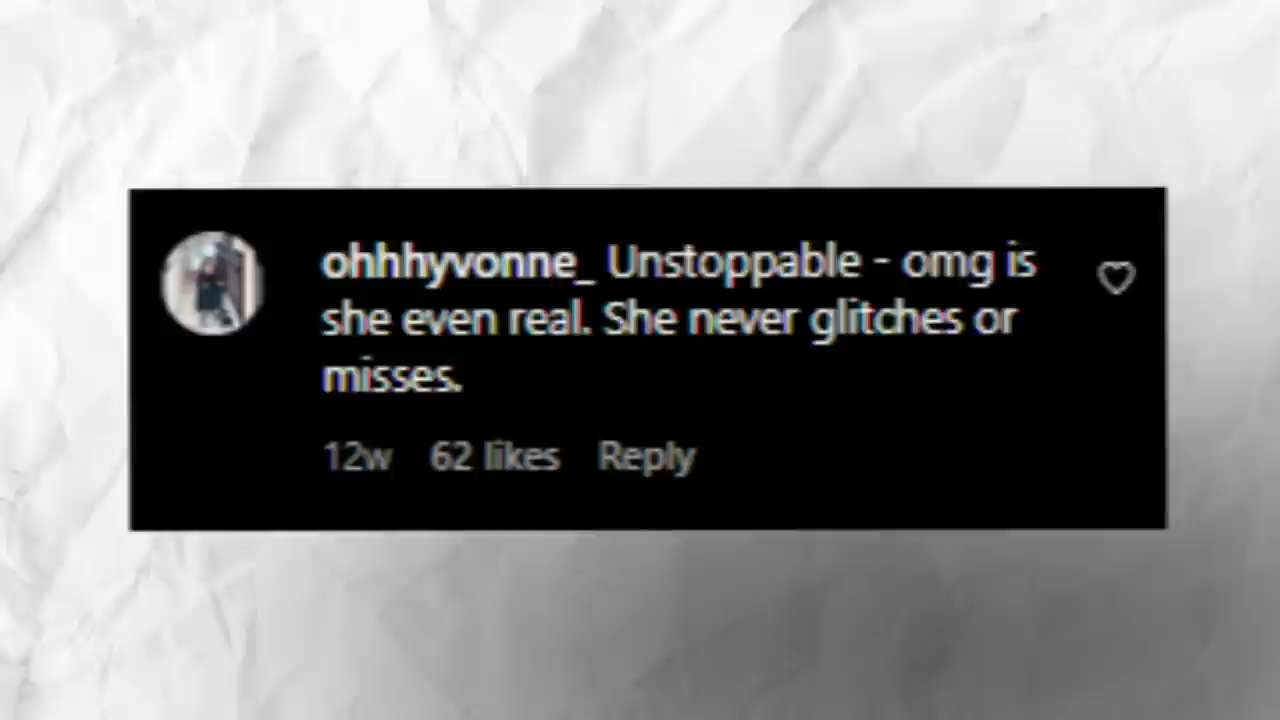 ohhhyvonne_ Unstoppable - omg is
she even real. She never glitches or
misses.
12w 62 likes Reply